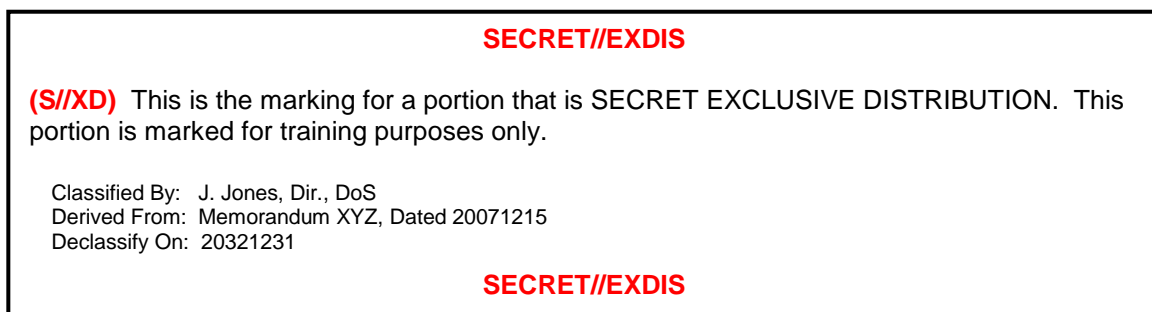 SECRET//EXDIS
(S//XD) This is the marking for a portion that is SECRET EXCLUSIVE DISTRIBUTION. This
portion is marked for training purposes only.
Classified By: J. Jones, Dir., DoS
Derived From: Memorandum XYZ, Dated 20071215
Declassify On: 20321231
SECRET//EXDIS